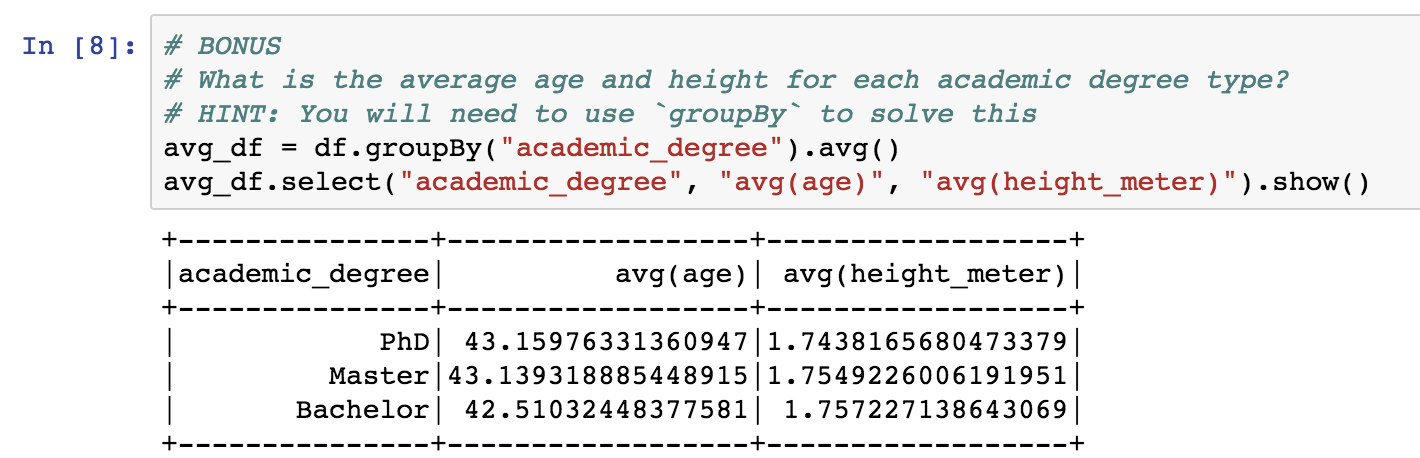 In [8]: # BONUS
# What is the average age and height for each academic degree type?
# HINT: You will need to use `groupBy` to solve this
avg_df = df.groupBy("academic_degree").avg()
avg_df.select("academic_degree", "avg(age)", "avg(height_meter)").show()
+---------------+------------------+------------------+
|academic_degree|          avg(age)| avg(height_meter)|
+---------------+------------------+------------------+
|            PhD| 43.15976331360947|1.7438165680473379|
|         Master|43.139318885448915|1.7549226006191951|
|       Bachelor| 42.51032448377581| 1.757227138643069|
+---------------+------------------+------------------+